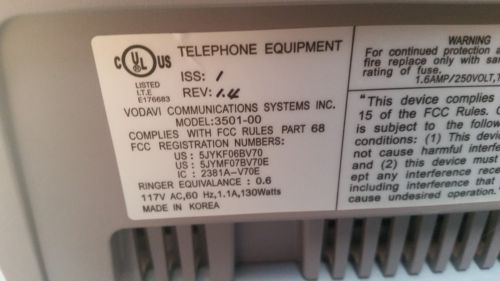 TELEPHONE EQUIPMENT
C UL US
LISTED
I.T.E
E176683
ISS: 1
REV: 1.4
VODAVI COMMUNICATIONS SYSTEMS INC.
MODEL:3501-00
COMPLIES WITH FCC RULES PART 68
FCC REGISTRATION NUMBERS:
US : 5JYKF06BV70
US : 5JYMF07BV70E
IC : 2381A-V70E
RINGER EQUIVALANCE : 0.6
117V AC,60 Hz,1.1A,130Watts
MADE IN KOREA
WARNING
For continued protection a
fire replace only with sa
rating of fuse.
1.6AMP/250VOLT,
"This device complies
15 of the FCC Rules.
is subject to the follow
conditions: (1) This dev
not cause harmful interf
and (2) this device must
ept any interference rece
including interference that
cause undesired operation.